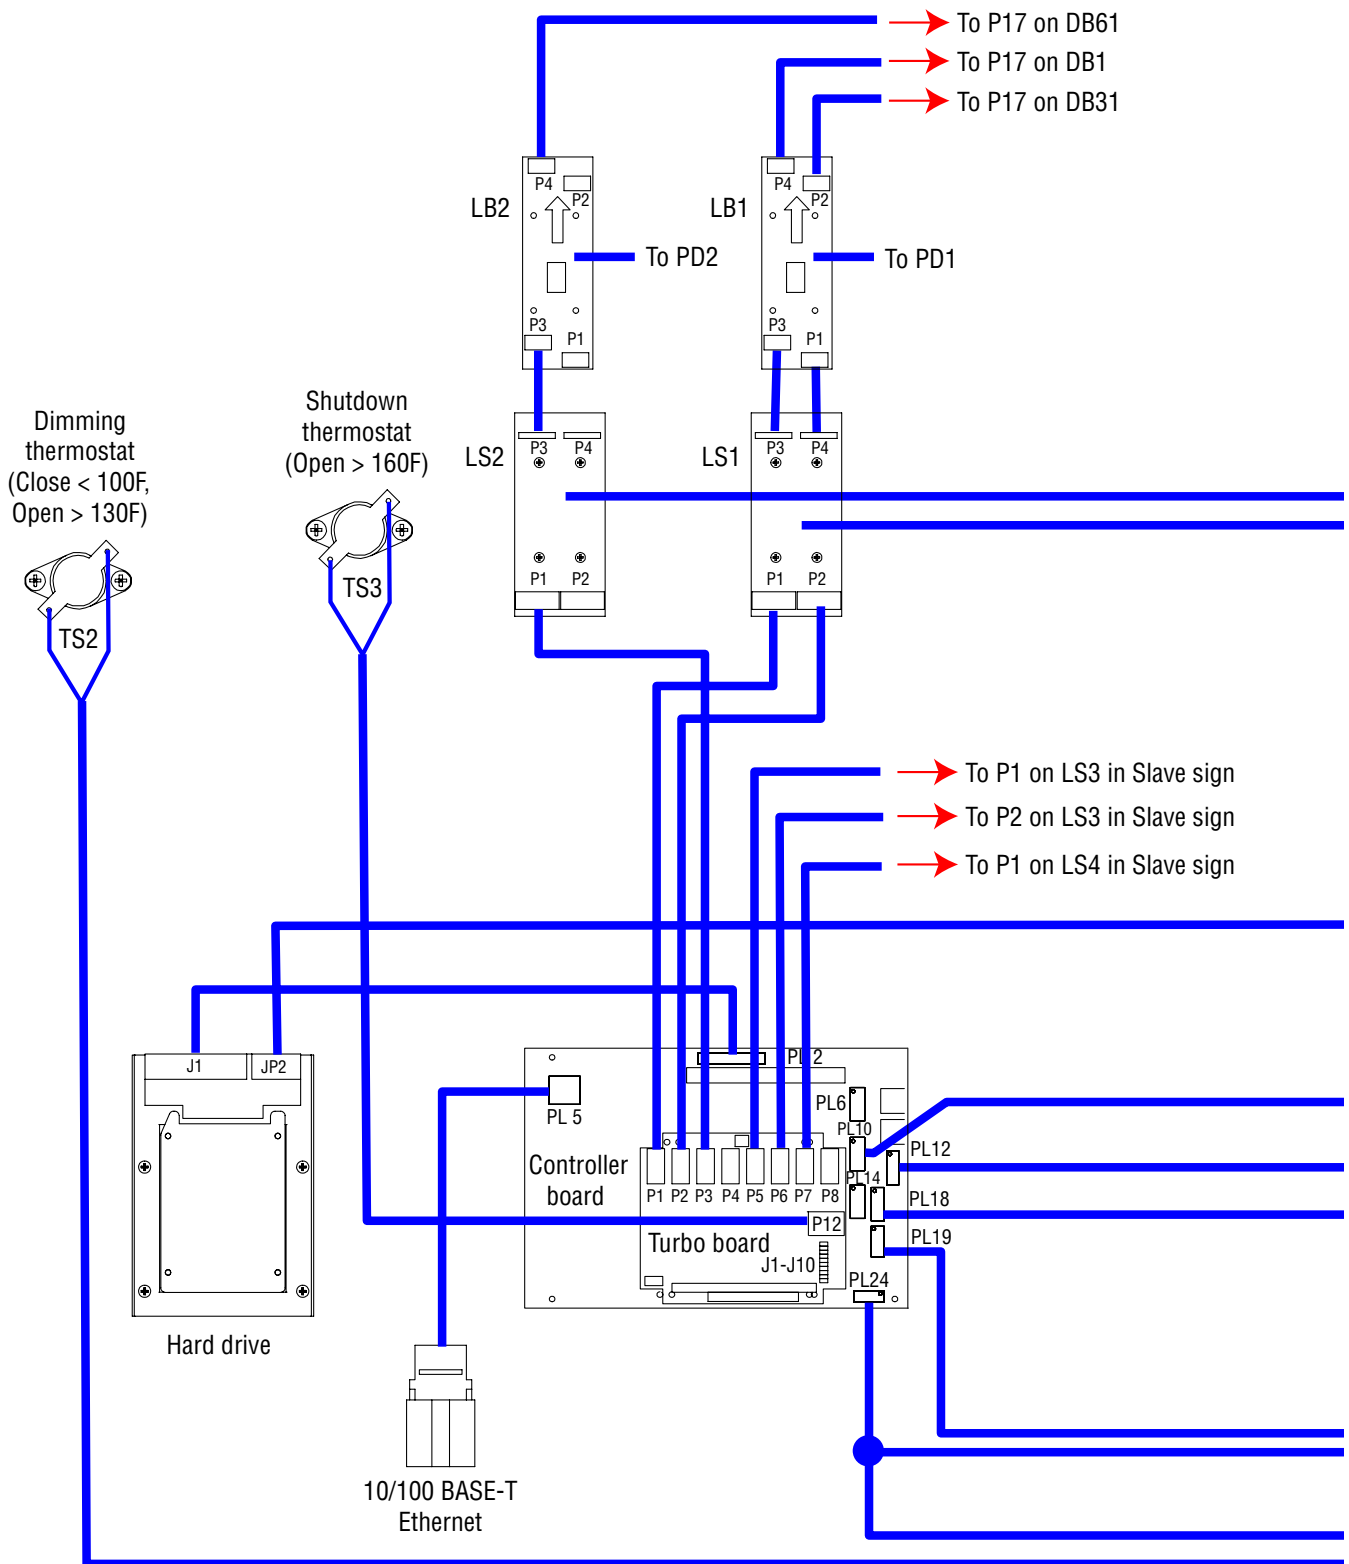 To P17 on DB61
To P17 on DB1
To P17 on DB31
P4
P2
LB2
P4
P2
LB1
To PD2
To PD1
P3
P1
P3
P1
Dimming
thermostat
(Close < 100F,
Open > 130F)
TS2
Shutdown
thermostat
(Open > 160F)
TS3
LS2
P3
P4
P1
P2
LS1
P3
P4
P1
P2
To P1 on LS3 in Slave sign
To P2 on LS3 in Slave sign
To P1 on LS4 in Slave sign
J1
JP2
Hard drive
PL 2
PL 5
PL6
PL10
PL12
PL14
PL18
PL19
PL24
Controller
board
P1 P2 P3 P4 P5 P6 P7 P8
P12
Turbo board
J1-J10
10/100 BASE-T
Ethernet